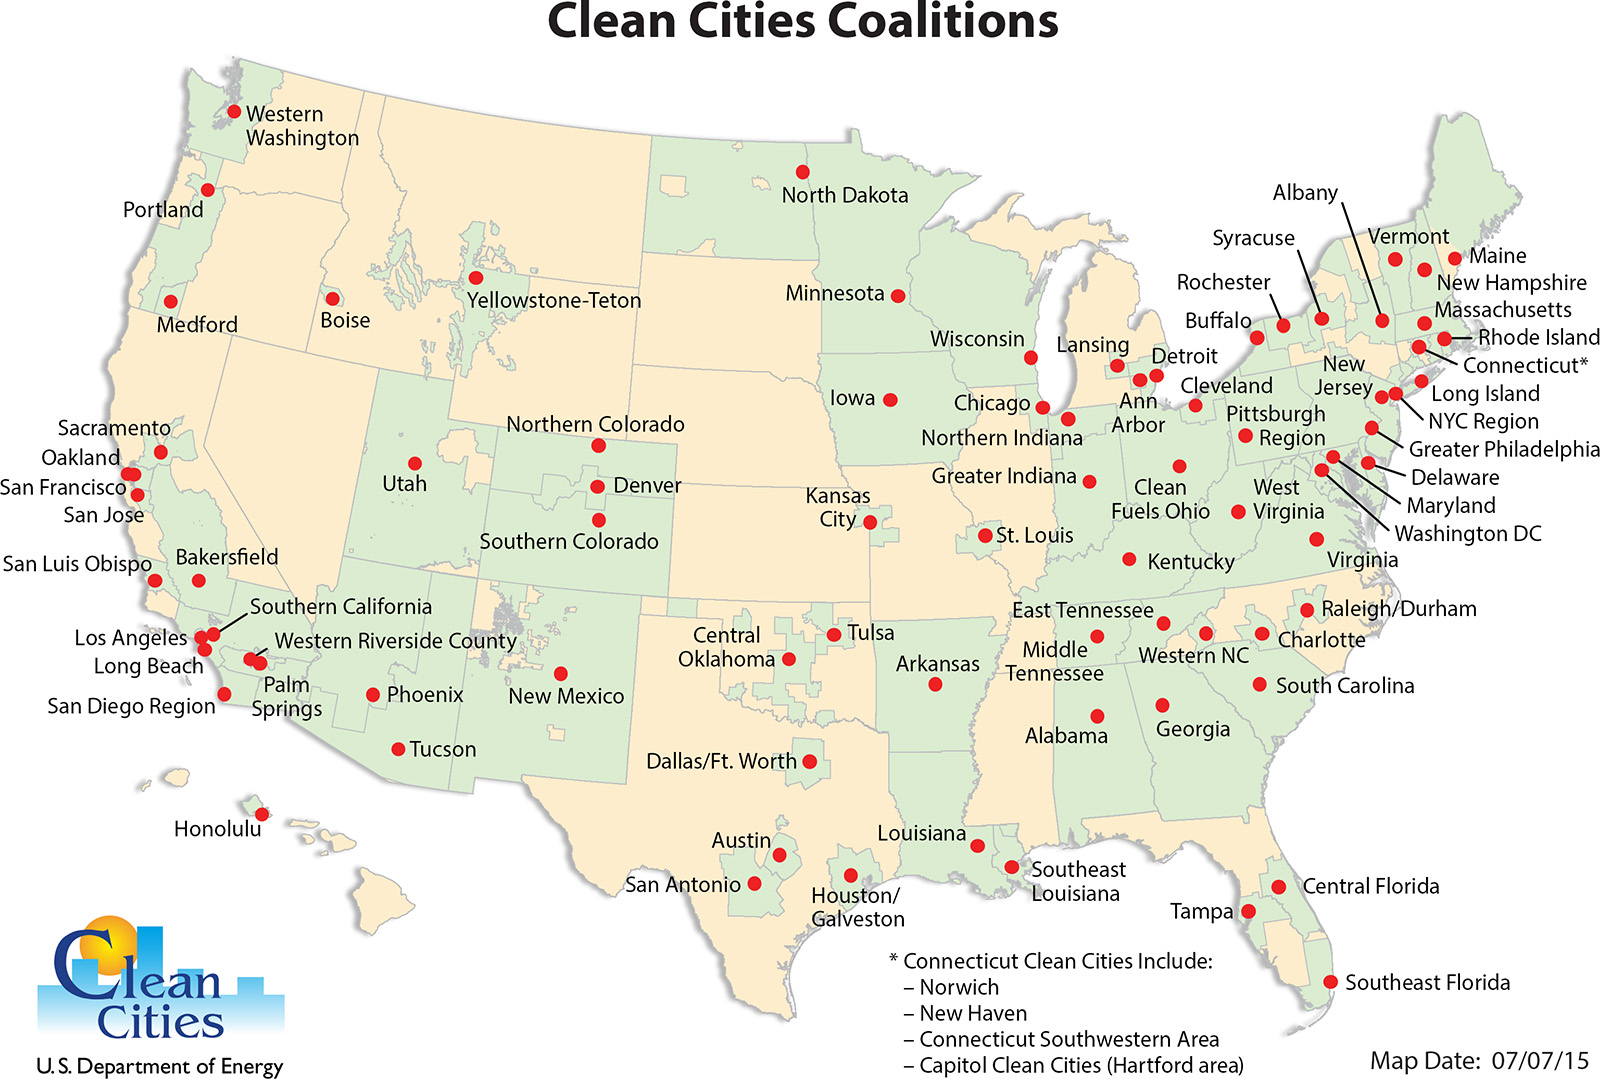 Clean Cities Coalitions
Western
Washington
Portland
Medford
Boise
Yellowstone-Teton
North Dakota
Minnesota
Wisconsin
Iowa
Chicago
Northern Indiana
Greater Indiana
Lansing
Detroit
Ann
Arbor
Cleveland
Pittsburgh
Region
Clean
Fuels Ohio
West
Virginia
Kentucky
Virginia
Albany
Syracuse
Rochester
Buffalo
Vermont
Maine
New Hampshire
Massachusetts
Rhode Island
Connecticut*
Long Island
New
Jersey
NYC Region
Greater Philadelphia
Delaware
Maryland
Washington DC
Sacramento
Oakland
San Francisco
San Jose
San Luis Obispo
Bakersfield
Southern California
Los Angeles
Western Riverside County
Long Beach
Palm
Springs
San Diego Region
Phoenix
Tucson
Utah
Northern Colorado
Denver
Southern Colorado
New Mexico
Kansas
City
St. Louis
Central
Oklahoma
Tulsa
Arkansas
East Tennessee
Middle
Tennessee
Western NC
Raleigh/Durham
Charlotte
South Carolina
Georgia
Alabama
Dallas/Ft. Worth
Austin
San Antonio
Houston/
Galveston
Louisiana
Southeast
Louisiana
Central Florida
Tampa
Southeast Florida
Honolulu
* Connecticut Clean Cities Include:
– Norwich
– New Haven
– Connecticut Southwestern Area
– Capitol Clean Cities (Hartford area)
Clean
Cities
U.S. Department of Energy
Map Date: 07/07/15